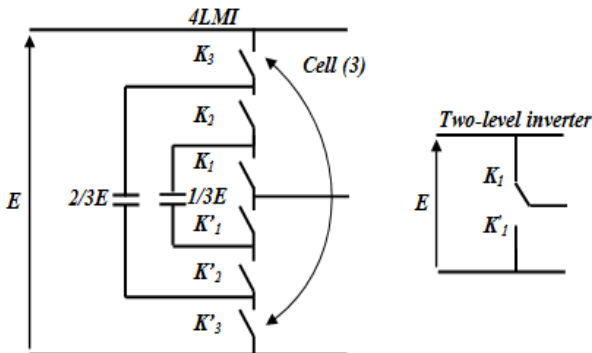 4LMI
K3
Cell (3)
K2
Two-level inverter
K1
K1
E
2/3E
1/3E
E
K'1
K'1
K'2
K'3